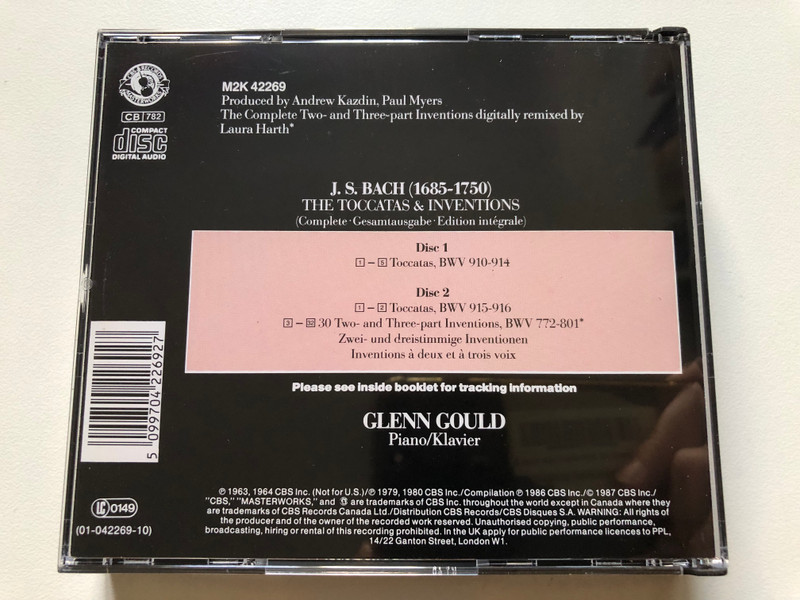 CBS RECORDS
MASTERWORKS
CB 782
COMPACT
disc
DIGITAL AUDIO
M2K 42269
Produced by Andrew Kazdin, Paul Myers
The Complete Two- and Three-part Inventions digitally remixed by
Laura Harth*
J. S. BACH (1685-1750)
THE TOCCATAS & INVENTIONS
(Complete · Gesamtausgabe · Edition intégrale)
Disc 1
1 – 5 Toccatas, BWV 910-914
Disc 2
1 – 2 Toccatas, BWV 915-916
3 – 32 30 Two- and Three-part Inventions, BWV 772-801*
Zwei- und dreistimmige Inventionen
Inventions à deux et à trois voix
Please see inside booklet for tracking information
GLENN GOULD
Piano/Klavier
5 099704 226927
LC 0149
(01-042269-10)
℗ 1963, 1964 CBS Inc. (Not for U.S.)/℗ 1979, 1980 CBS Inc./Compilation ℗ 1986 CBS Inc./© 1987 CBS Inc./
"CBS," "MASTERWORKS," and are trademarks of CBS Inc. throughout the world except in Canada where they
are trademarks of CBS Records Canada Ltd./Distribution CBS Records/CBS Disques S.A. WARNING: All rights of
the producer and of the owner of the recorded work reserved. Unauthorised copying, public performance,
broadcasting, hiring or rental of this recording prohibited. In the UK apply for public performance licences to PPL,
14/22 Ganton Street, London W1.